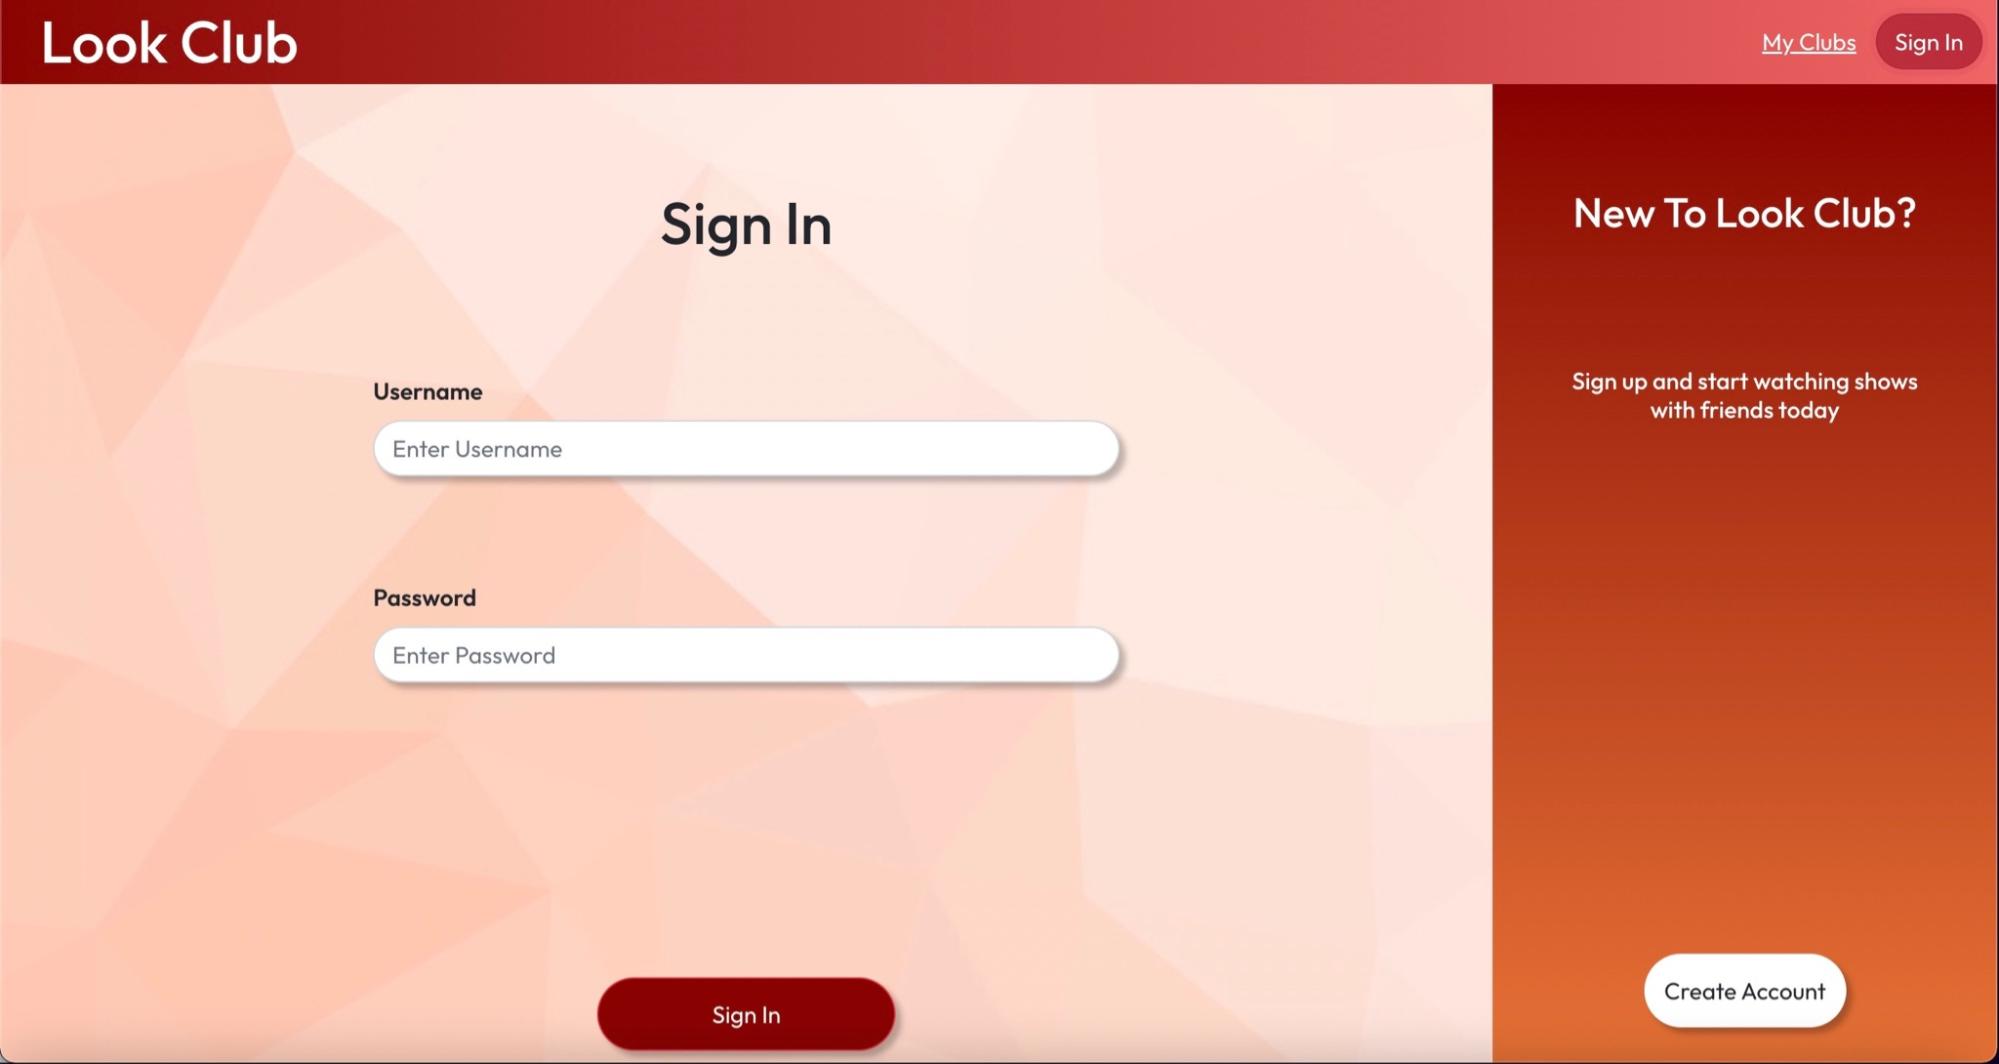 Look Club
My Clubs
Sign In
Sign In
Username
Enter Username
Password
Enter Password
Sign In
New To Look Club?
Sign up and start watching shows
with friends today
Create Account